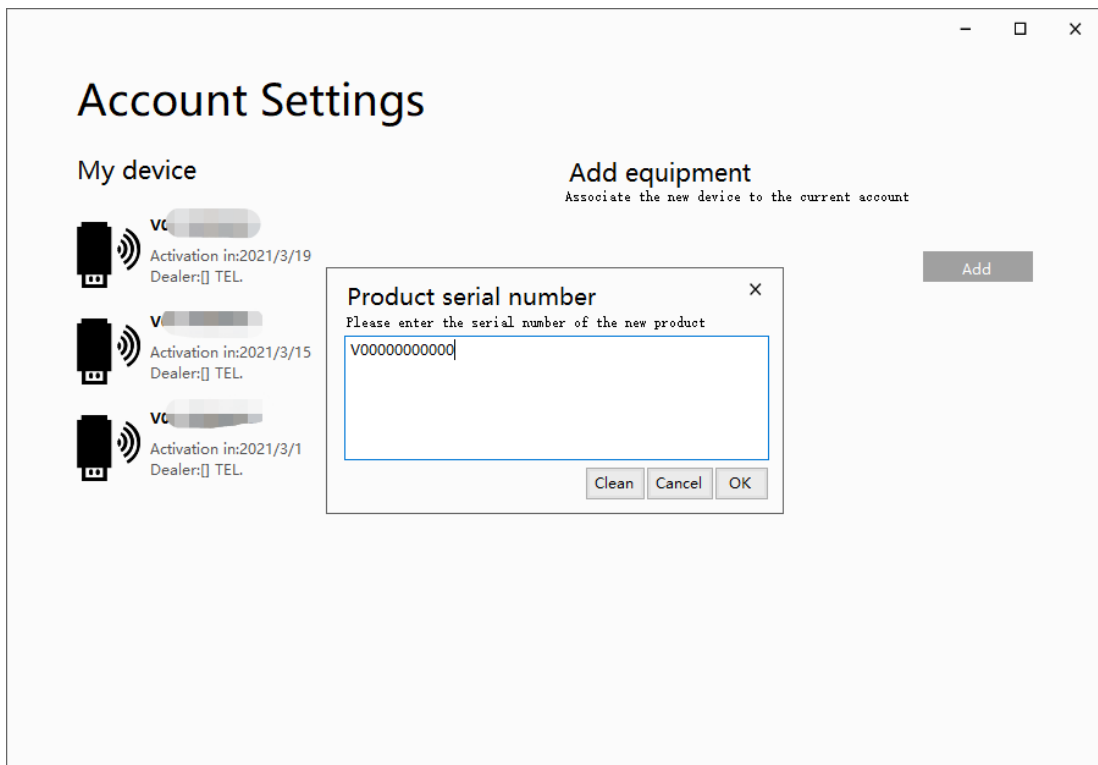 Account Settings
My device
Activation in:2021/3/19
Dealer:[] TEL.
Activation in:2021/3/15
Dealer:[] TEL.
Activation in:2021/3/1
Dealer:[] TEL.
Add equipment
Associate the new device to the current account
Add
Product serial number
Please enter the serial number of the new product
V00000000000
Clean Cancel OK